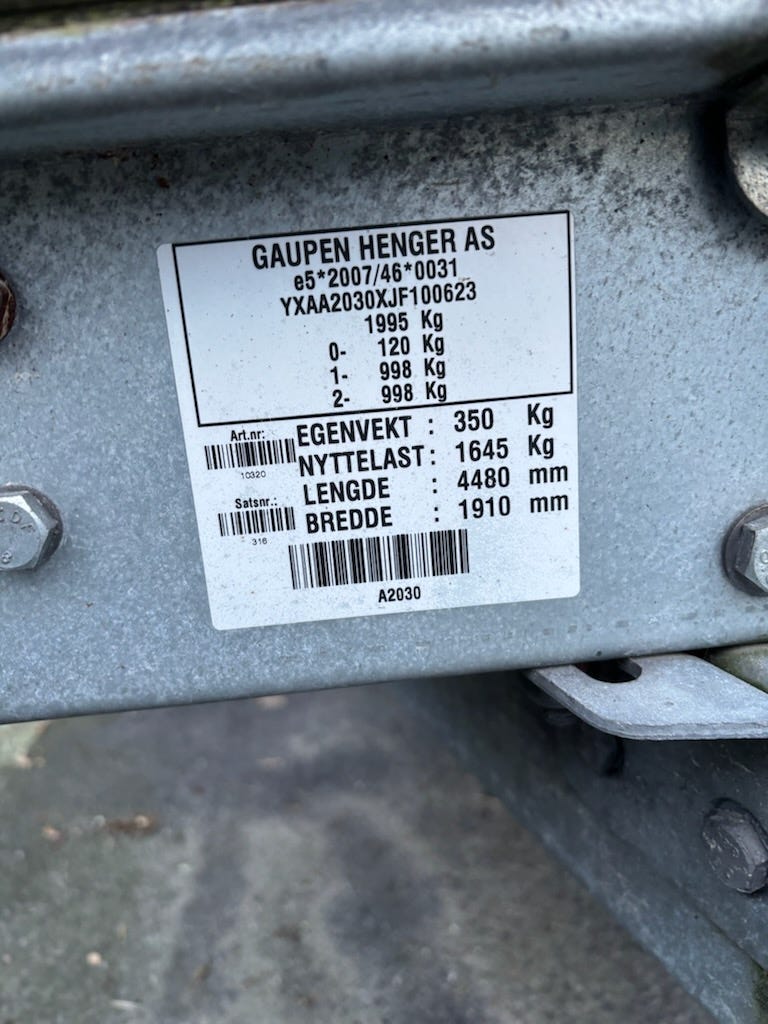 GAUPEN HENGER AS
e5*2007/46*0031
YXAA2030XJF100623
1995 Kg
0- 120 Kg
1- 998 Kg
2- 998 Kg
Art.nr:
10320
Satsnr.:
316
EGENVEKT : 350 Kg
NYTTELAST : 1645 Kg
LENGDE : 4480 mm
BREDDE : 1910 mm
A2030